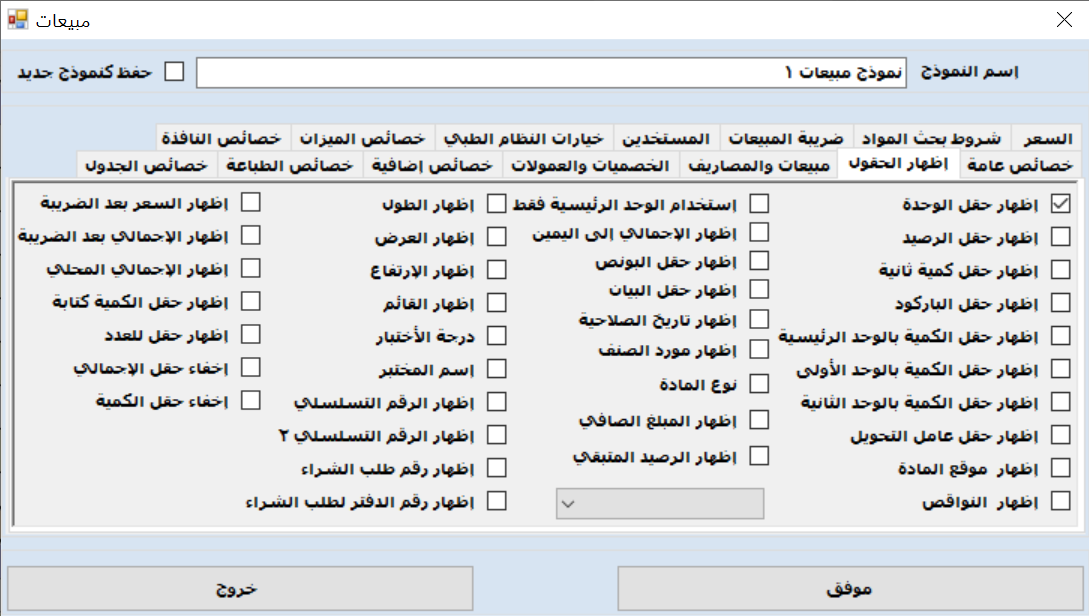 مبيعات
إسم النموذج
نموذج مبيعات ١
حفظ كنموذج جديد
السعر
شروط بحث المواد
ضريبة المبيعات
المستخدين
خيارات النظام الطبي
خصائص الميزان
خصائص النافذة
خصائص عامة
إظهار الحقول
مبيعات والمصاريف
الخصميات والعمولات
خصائص إضافية
خصائص الطباعة
خصائص الجدول
إظهار حقل الوحدة
إظهار حقل الرصيد
إظهار حقل كمية ثانية
إظهار حقل الباركود
إظهار حقل الكمية بالوحد الرئيسية
إظهار حقل الكمية بالوحد الأولى
إظهار حقل الكمية بالوحد الثانية
إظهار حقل عامل التحويل
إظهار موقع المادة
إظهار النواقص
إستخدام الوحد الرئيسية فقط
إظهار الإجمالي إلى اليمين
إظهار حقل البونص
إظهار حقل البيان
إظهار تاريخ الصلاحية
إظهار مورد الصنف
نوع المادة
إظهار المبلغ الصافي
إظهار الرصيد المتبقي
إظهار الطول
إظهار العرض
إظهار الإرتفاع
إظهار القائم
درجة الأختبار
إسم المختبر
إظهار الرقم التسلسلي
إظهار الرقم التسلسلي ٢
إظهار رقم طلب الشراء
إظهار رقم الدفتر لطلب الشراء
إظهار السعر بعد الضريبة
إظهار الإجمالي بعد الضريبة
إظهار الإجمالي المحلي
إظهار حقل الكمية كتابة
إظهار حقل للعدد
إخفاء حقل الإجمالي
إخفاء حقل الكمية
موفق
خروج